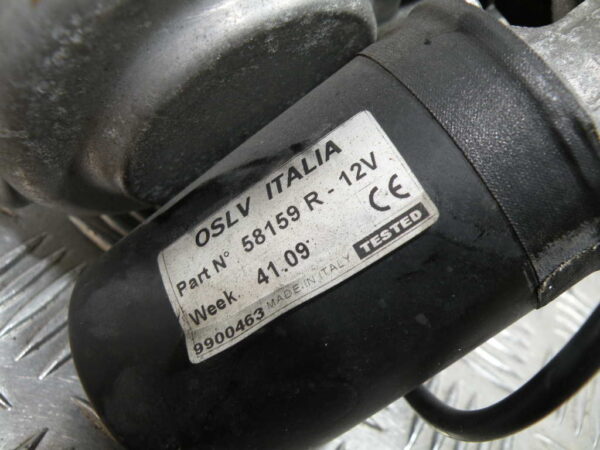 OSLV ITALIA
Part N° 58159 R - 12V
Week. 41.09 CE
9900463 MADE IN ITALY TESTED